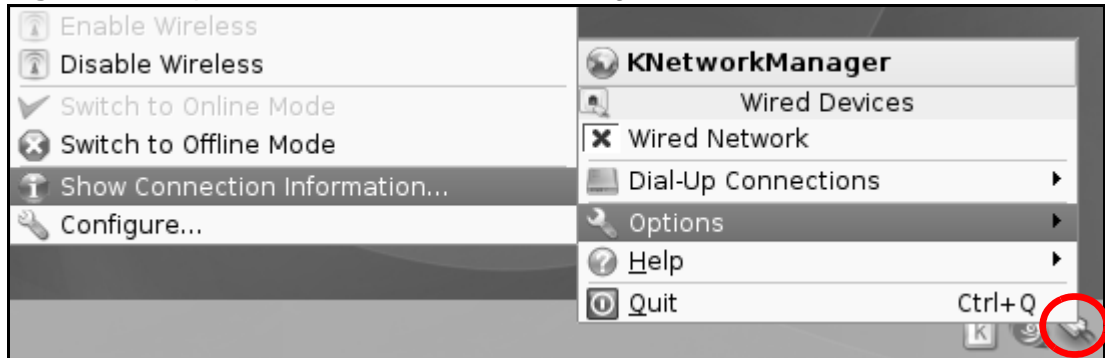 Enable Wireless
Disable Wireless
Switch to Online Mode
Switch to Offline Mode
Show Connection Information...
Configure...
KNetworkManager
Wired Devices
Wired Network
Dial-Up Connections
Options
Help
Quit Ctrl+Q
K